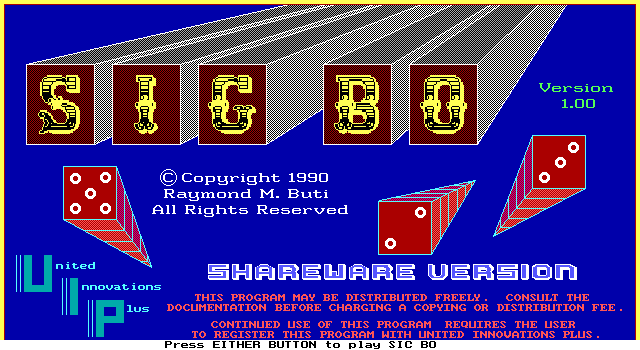 SIC BO
Version
1.00
© Copyright 1990
Raymond M. Buti
All Rights Reserved
United
Innovations
Plus
SHAREWARE VERSION
THIS PROGRAM MAY BE DISTRIBUTED FREELY. CONSULT THE
DOCUMENTATION BEFORE CHARGING A COPYING OR DISTRIBUTION FEE.
CONTINUED USE OF THIS PROGRAM REQUIRES THE USER
TO REGISTER THIS PROGRAM WITH UNITED INNOVATIONS PLUS.
Press EITHER BUTTON to play SIC BO